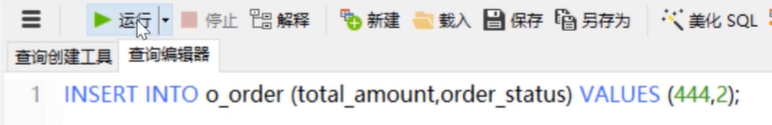 运行 停止 解释 新建 载入 保存 另存为 美化 SQL
查询创建工具 查询编辑器
1 INSERT INTO o_order (total_amount,order_status) VALUES (444,2);